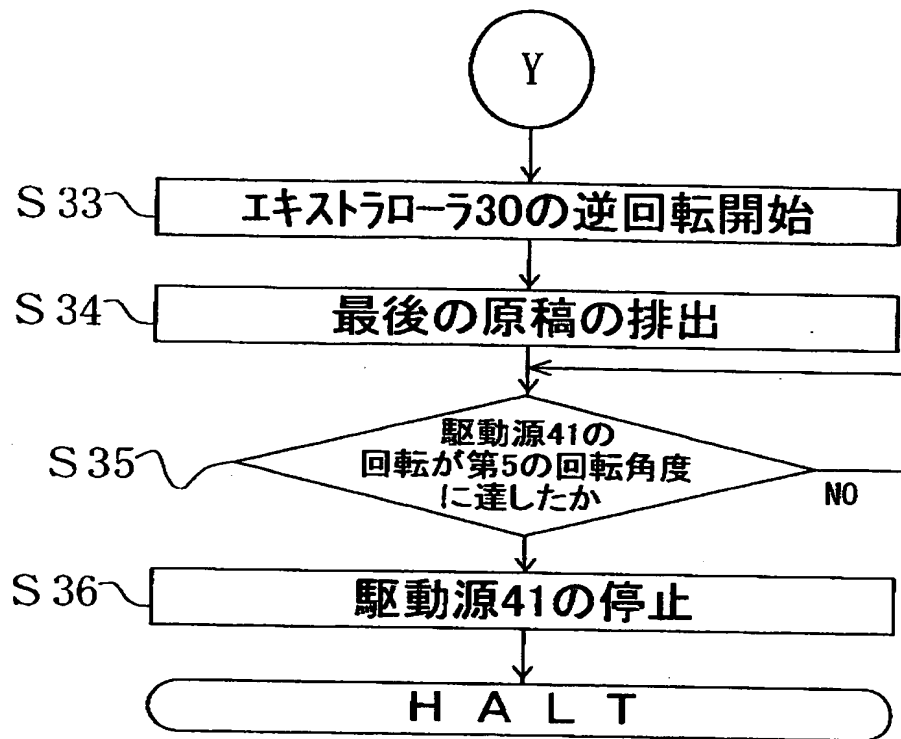 Y
S 33
エキストラローラ30の逆回転開始
S 34
最後の原稿の排出
S 35
駆動源41の
回転が第5の回転角度
に達したか
NO
S 36
駆動源41の停止
H A L T